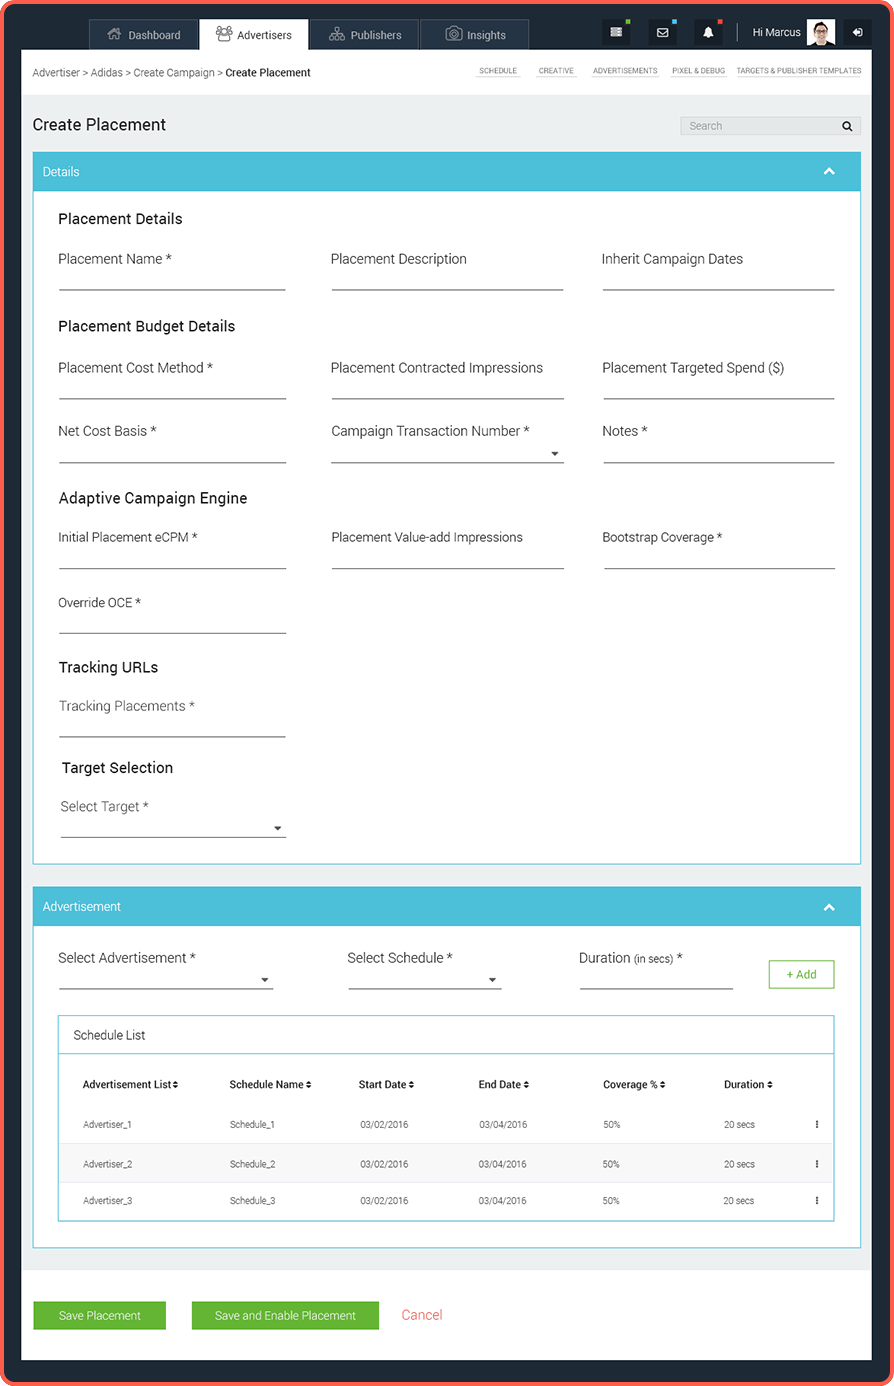 Dashboard Advertisers Publishers Insights Hi Marcus
Advertiser > Adidas > Create Campaign > Create Placement SCHEDULE CREATIVE ADVERTISEMENTS PIXEL & DEBUG TARGETS & PUBLISHER TEMPLATES
Create Placement Search
Details
Placement Details
Placement Name * Placement Description Inherit Campaign Dates
Placement Budget Details
Placement Cost Method * Placement Contracted Impressions Placement Targeted Spend ($)
Net Cost Basis * Campaign Transaction Number * Notes *
Adaptive Campaign Engine
Initial Placement eCPM * Placement Value-add Impressions Bootstrap Coverage *
Override OCE *
Tracking URLs
Tracking Placements *
Target Selection
Select Target *
Advertisement
Select Advertisement * Select Schedule * Duration (in secs) *
+ Add
Schedule List
Advertisement List Schedule Name Start Date End Date Coverage % Duration
Advertiser_1 Schedule_1 03/02/2016 03/04/2016 50% 20 secs
Advertiser_2 Schedule_2 03/02/2016 03/04/2016 50% 20 secs
Advertiser_3 Schedule_3 03/02/2016 03/04/2016 50% 20 secs
Save Placement Save and Enable Placement Cancel